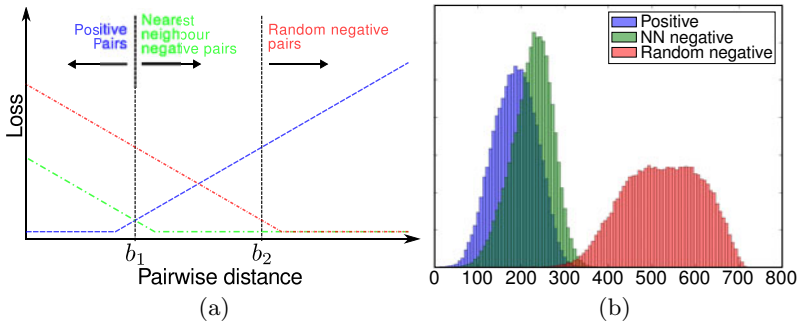 Positive
Pairs
Nearest
neighbour
negative pairs
Random negative
pairs
Loss
b1
b2
Pairwise distance
(a)
Positive
NN negative
Random negative
0 100 200 300 400 500 600 700 800
(b)